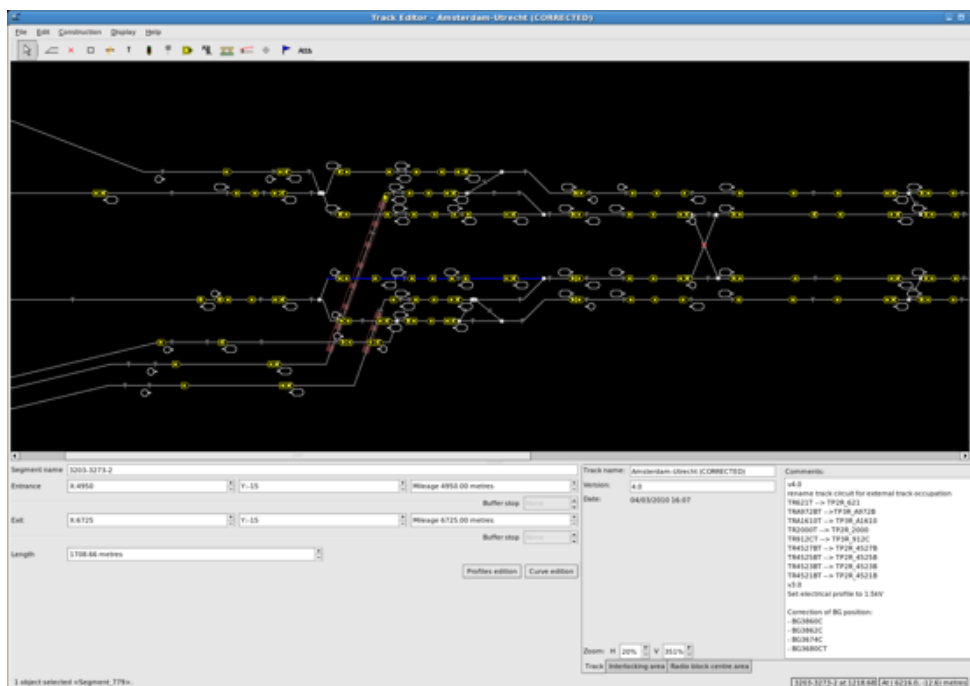 Track Editor - Amsterdam-Utrecht (CORRECTED)
File Edit Construction Display Help
Segment name 3203-3273-2
Entrance X:4950 Y:-15 Mileage 4950.00 metres
Buffer stop
Exit X:6725 Y:-15 Mileage 6725.00 metres
Buffer stop
Length 1708.66 metres
Profiles edition Curve edition
Track name: Amsterdam-Utrecht (CORRECTED)
Version: 4.0
Date: 04/03/2010 16:07
Zoom: H 20% V 351%
Track Interlocking area Radio block centre area
Comments:
v4.0
rename track circuit for external track occupation
TR621T --> TP2R_621
TRA972BT -->TP3R_A972B
TRA1610T --> TP3R_A1610
TR2000T --> TP2R_2000
TR912CT --> TP3R_912C
TR4527BT --> TP2R_4527B
TR4525BT --> TP2R_4525B
TR4523BT --> TP2R_4523B
TR4521BT --> TP2R_4521B
v3.0
Set electrical profile to 1.5kV
Correction of BG position:
- BG3860C
- BG3862C
- BG3674C
- BG3680CT
1 object selected <Segment_779>.
3203-3273-2 at 1218.68 At ( 6216.0, -12.6) metres